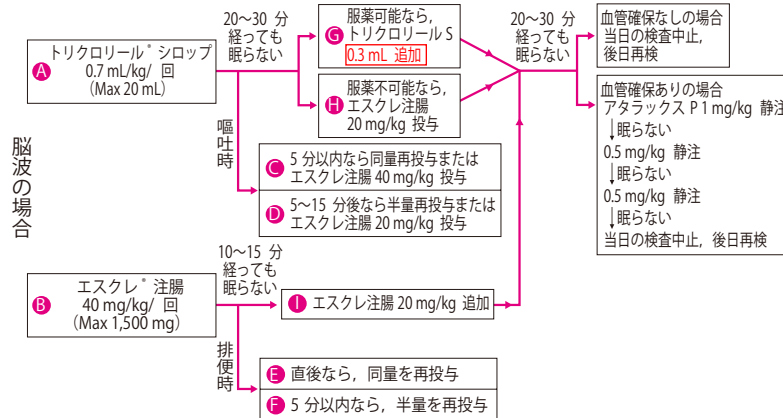 脳波の場合
A
トリクロリール* シロップ
0.7 mL/kg/ 回
(Max 20 mL)
20〜30 分
経っても
眠らない
G
服薬可能なら,
トリクロリール S
0.3 mL 追加
H
服薬不可能なら,
エスクレ注腸
20 mg/kg 投与
嘔吐時
C
5 分以内なら同量再投与または
エスクレ注腸 40 mg/kg 投与
D
5〜15 分後なら半量再投与または
エスクレ注腸 20 mg/kg 投与
20〜30 分
経っても
眠らない
血管確保なしの場合
当日の検査中止,
後日再検
血管確保ありの場合
アタラックス P 1 mg/kg 静注
↓眠らない
0.5 mg/kg 静注
↓眠らない
0.5 mg/kg 静注
↓眠らない
当日の検査中止, 後日再検
B
エスクレ* 注腸
40 mg/kg/ 回
(Max 1,500 mg)
10〜15 分
経っても
眠らない
I
エスクレ注腸 20 mg/kg 追加
排便時
E
直後なら, 同量を再投与
F
5 分以内なら, 半量を再投与